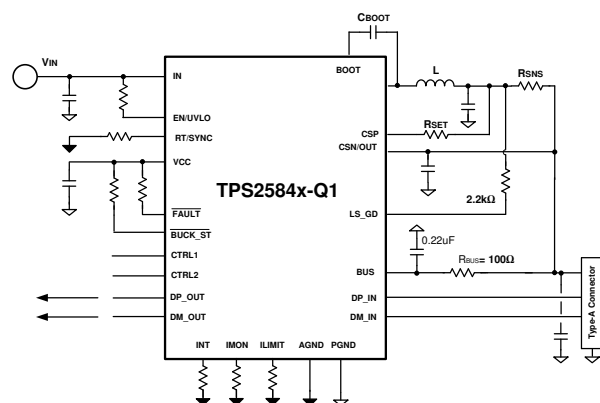 CBOOT
VIN
IN
BOOT
L
RSNS
EN/UVLO
RT/SYNC
CSP
RSET
CSN/OUT
VCC
TPS2584x-Q1
2.2kΩ
FAULT
LS_GD
BUCK_ST
0.22uF
CTRL1
CTRL2
BUS
RBUS= 100Ω
DP_OUT
DP_IN
DM_OUT
DM_IN
Type-A Connector
INT
IMON
ILIMIT
AGND
PGND